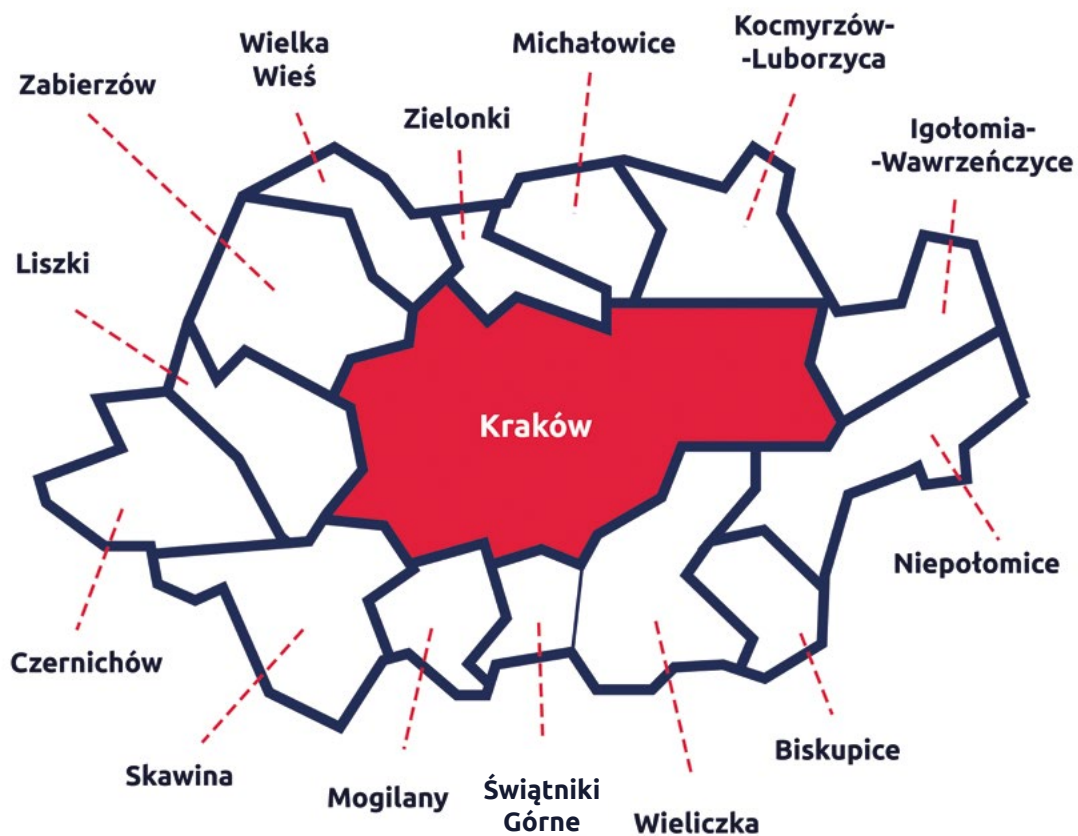 Kocmyrzów-
-Luborzyca
Wielka
Wieś
Michałowice
Zabierzów
Zielonki
Igołomia-
-Wawrzeńczyce
Liszki
Kraków
Niepołomice
Czernichów
Biskupice
Skawina
Mogilany
Świątniki
Górne
Wieliczka